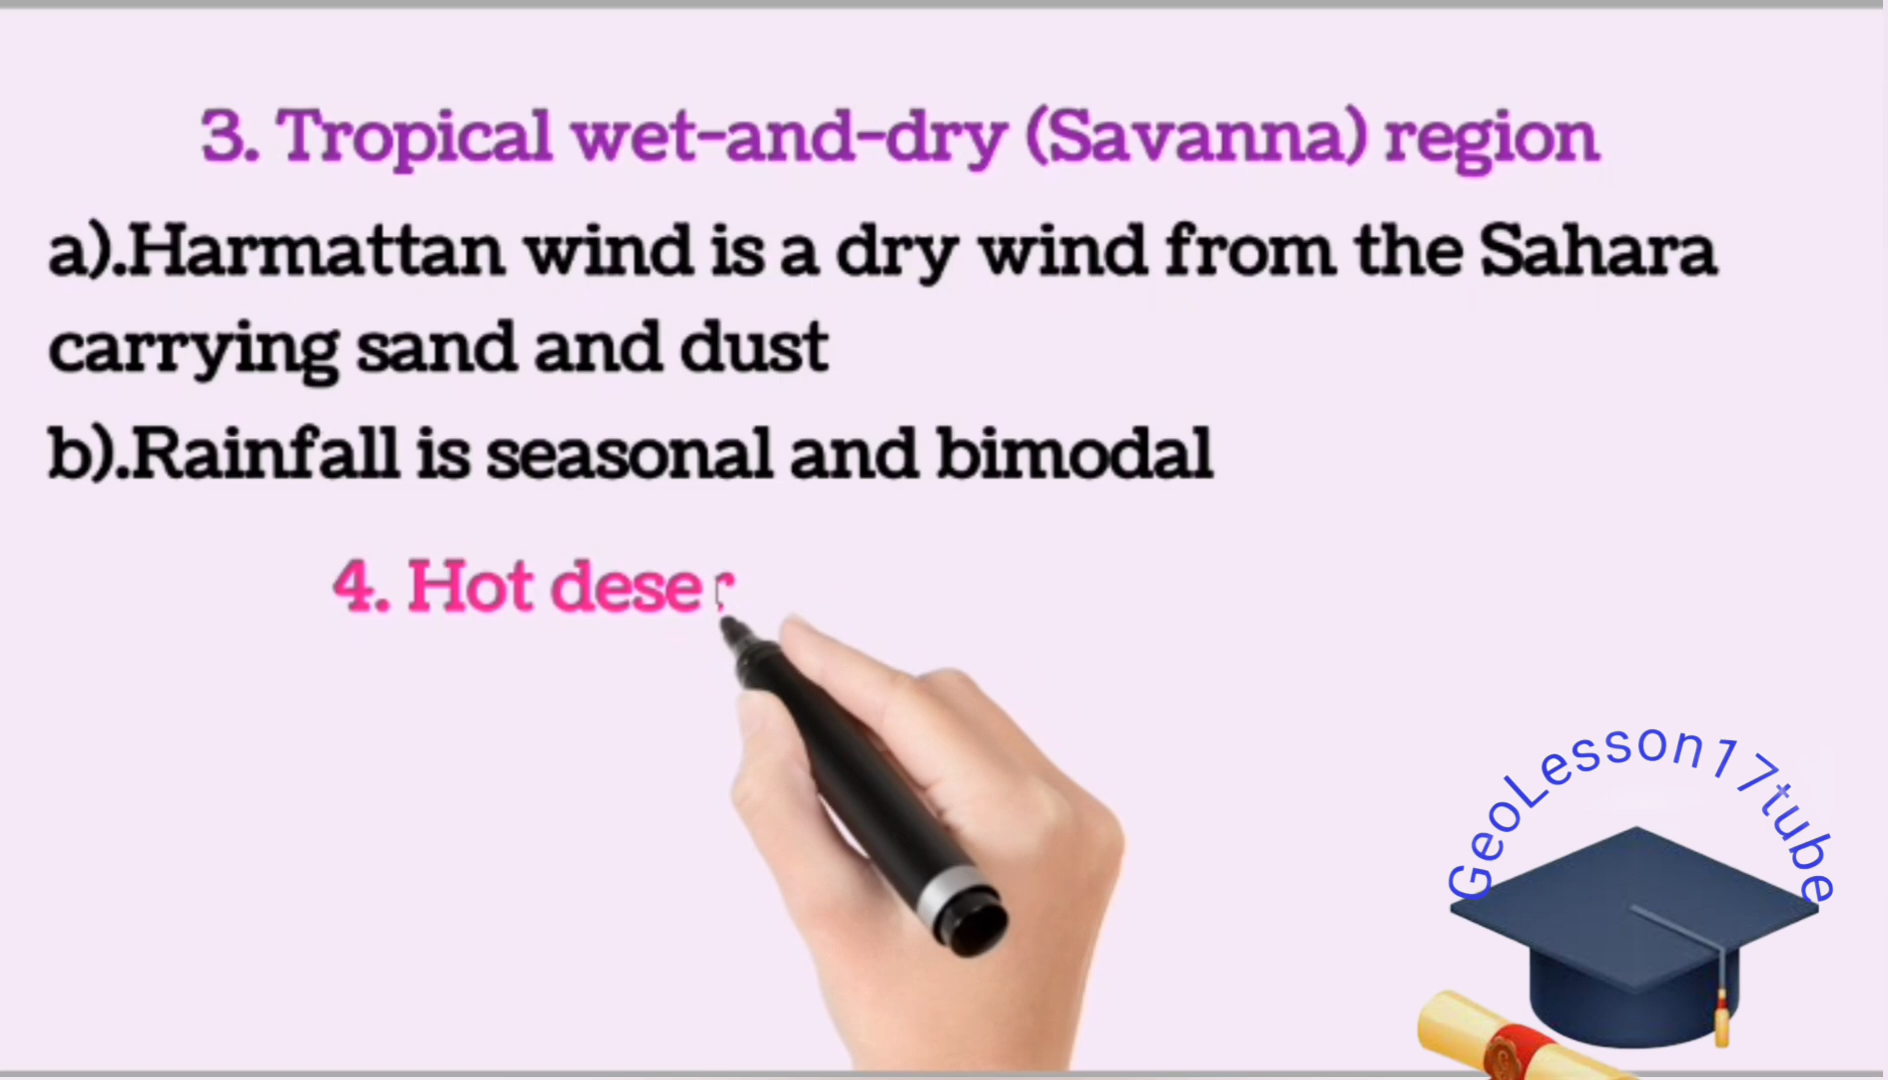 3. Tropical wet-and-dry (Savanna) region
a).Harmattan wind is a dry wind from the Sahara
carrying sand and dust
b).Rainfall is seasonal and bimodal
4. Hot deser
GeoLesson17tube